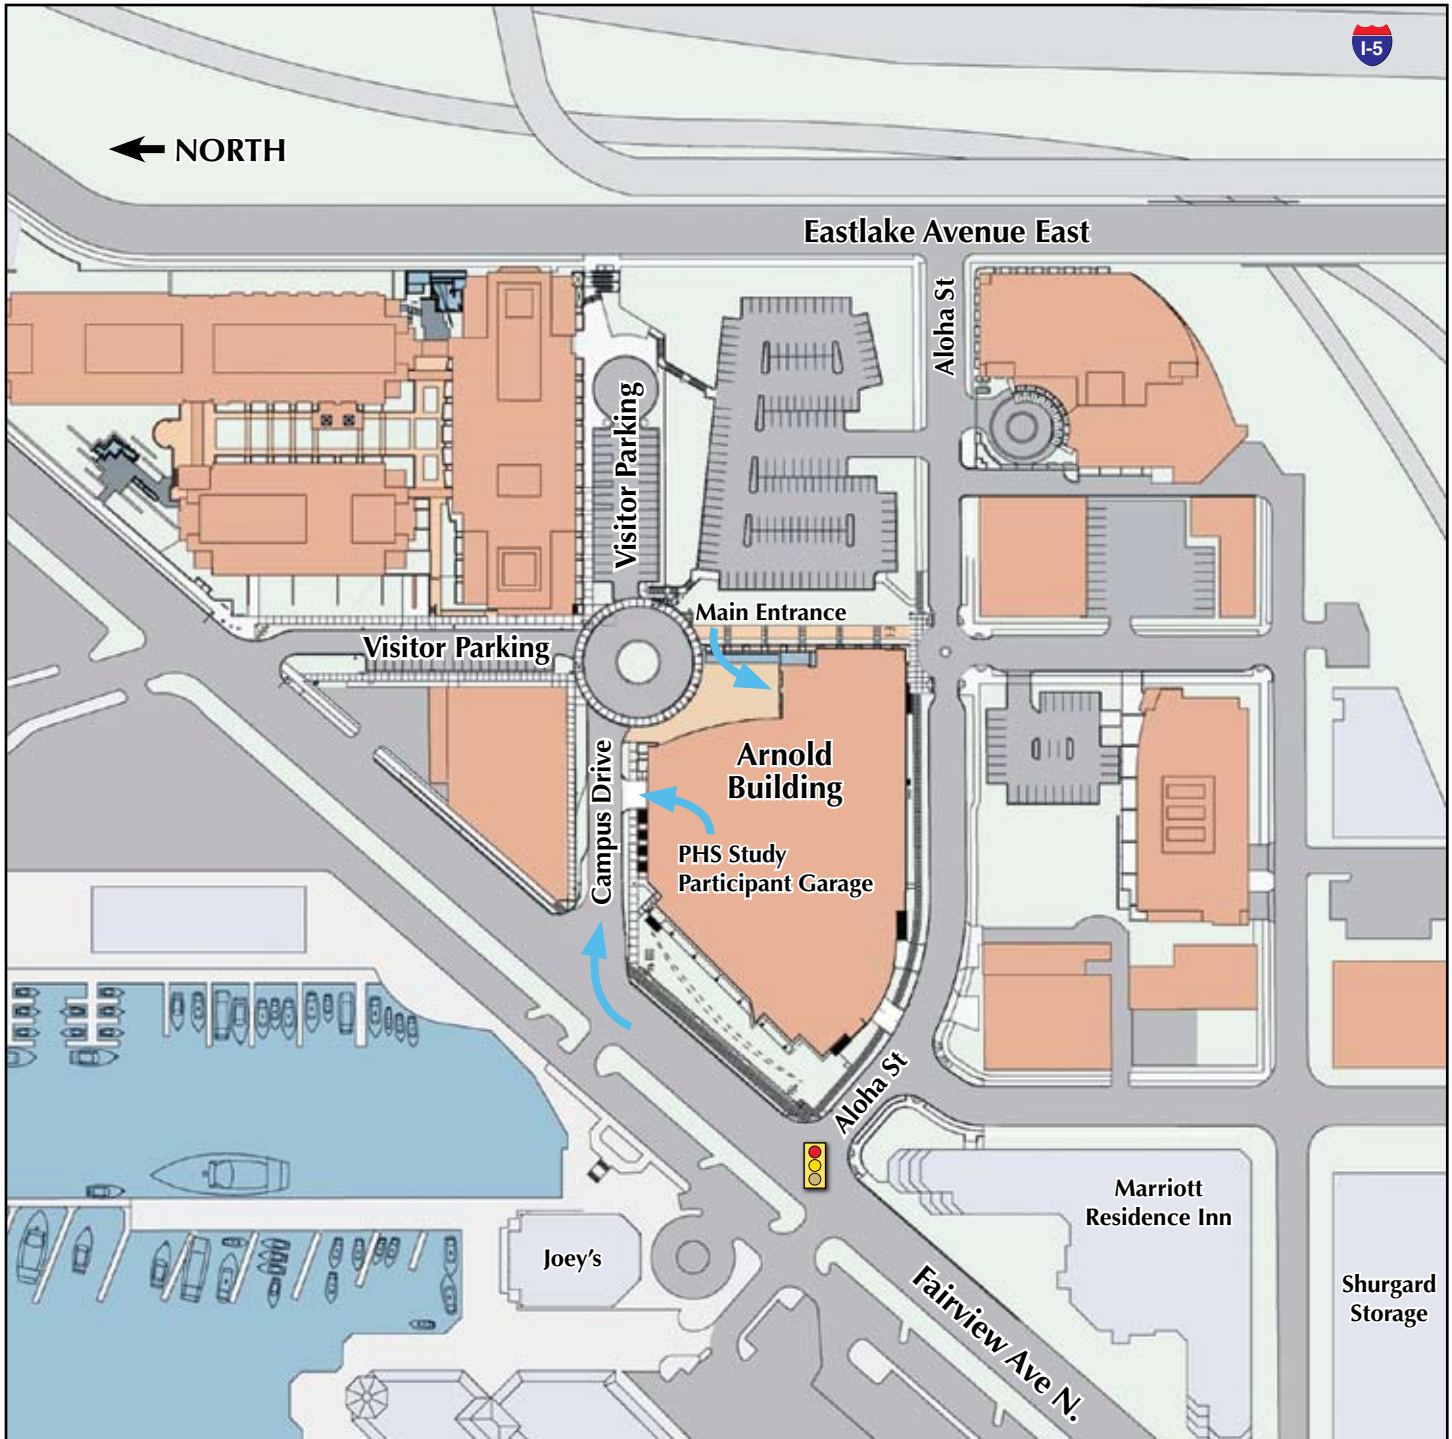 I-5
NORTH
Eastlake Avenue East
Aloha St
Visitor Parking
Main Entrance
Visitor Parking
Arnold
Building
Campus Drive
PHS Study
Participant Garage
Aloha St
Marriott
Residence Inn
Joey's
Fairview Ave N.
Shurgard
Storage